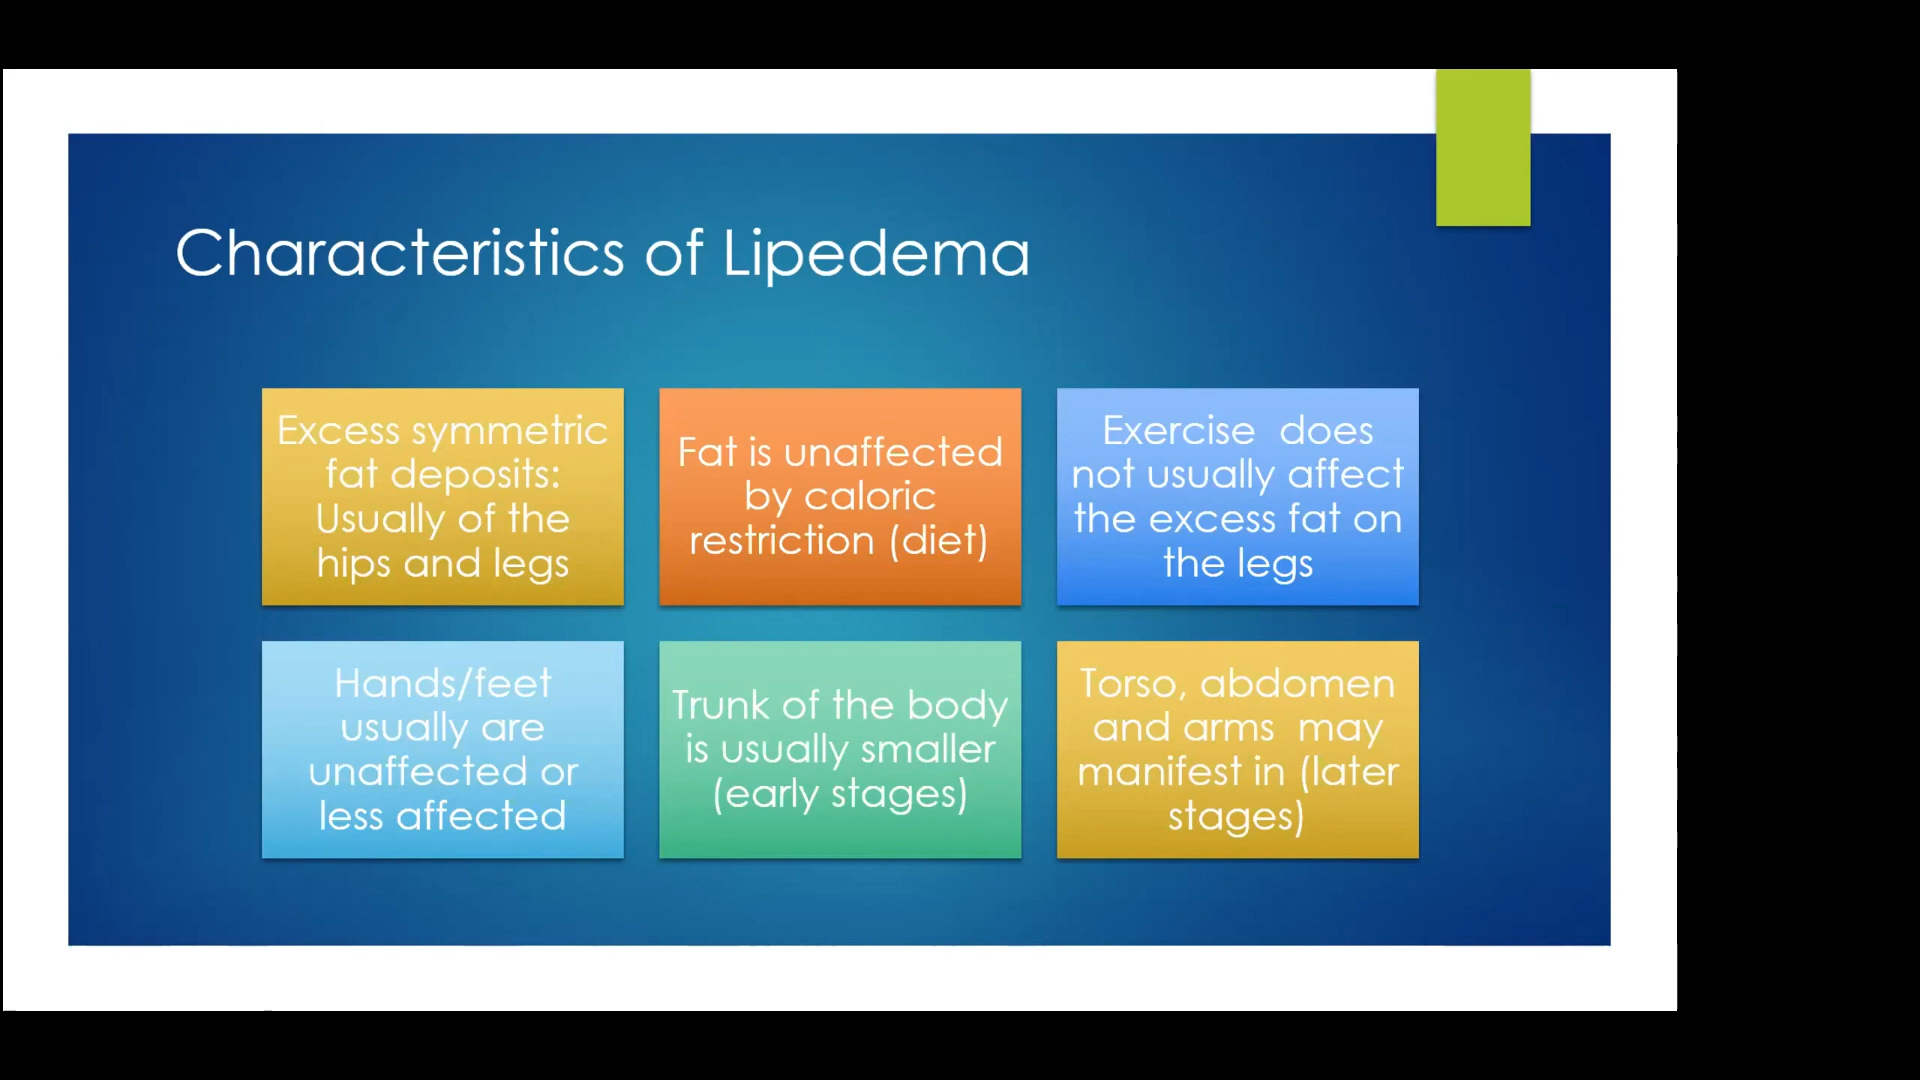 Characteristics of Lipedema
Excess symmetric
fat deposits:
Usually of the
hips and legs
Fat is unaffected
by caloric
restriction (diet)
Exercise  does
not usually affect
the excess fat on
the legs
Hands/feet
usually are
unaffected or
less affected
Trunk of the body
is usually smaller
(early stages)
Torso, abdomen
and arms  may
manifest in (later
stages)